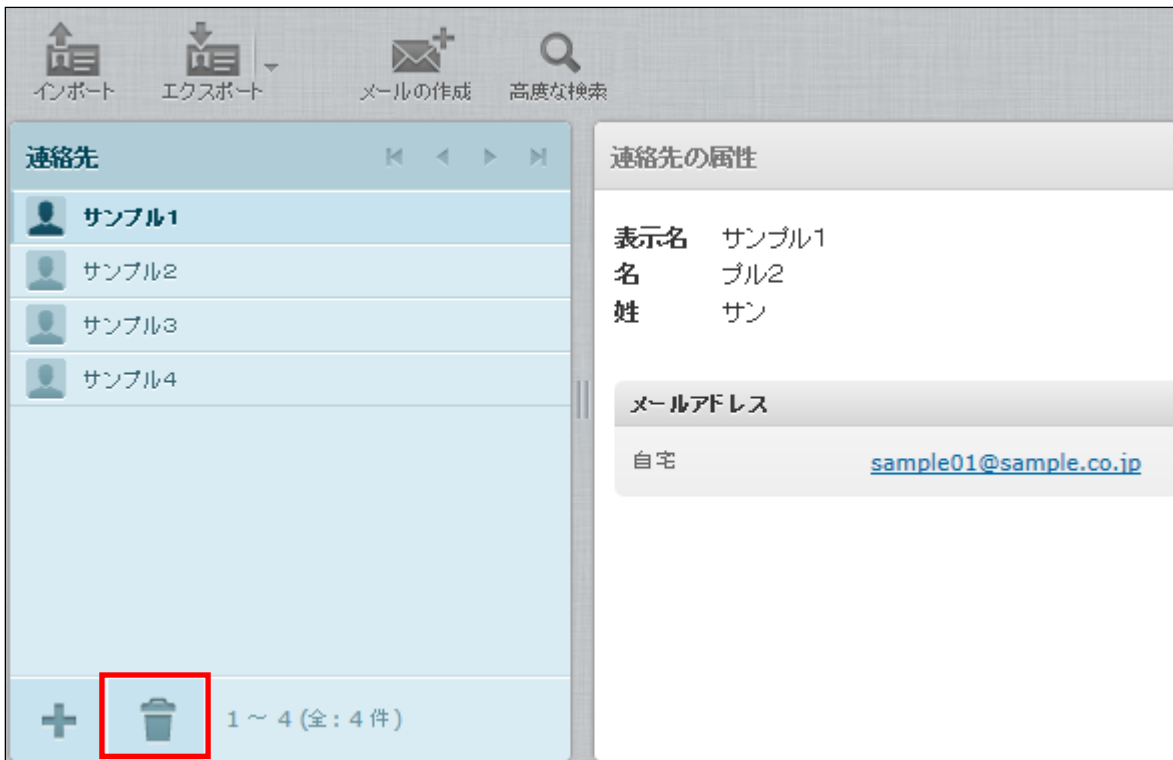 インポート エクスポート メールの作成 高度な検索
連絡先
サンプル1
サンプル2
サンプル3
サンプル4
1 ～ 4 (全 : 4 件)
連絡先の属性
表示名 サンプル1
名 プル2
姓 サン
メールアドレス
自宅 sample01@sample.co.jp